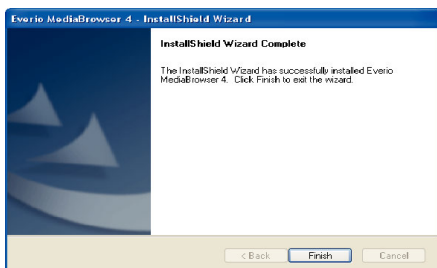 Everio MediaBrowser 4 - InstallShield Wizard
InstallShield Wizard Complete
The InstallShield Wizard has successfully installed Everio
MediaBrowser 4. Click Finish to exit the wizard.
< Back
Finish
Cancel